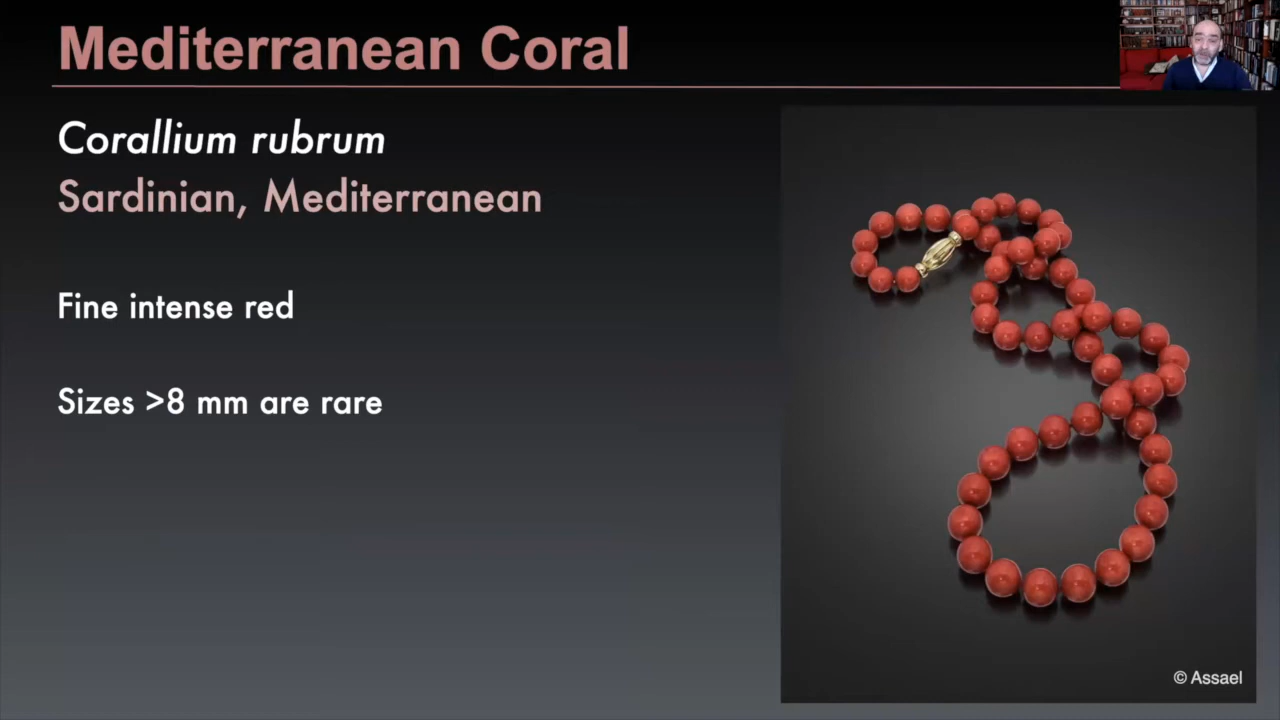 Mediterranean Coral
Corallium rubrum
Sardinian, Mediterranean
Fine intense red
Sizes >8 mm are rare
© Assael